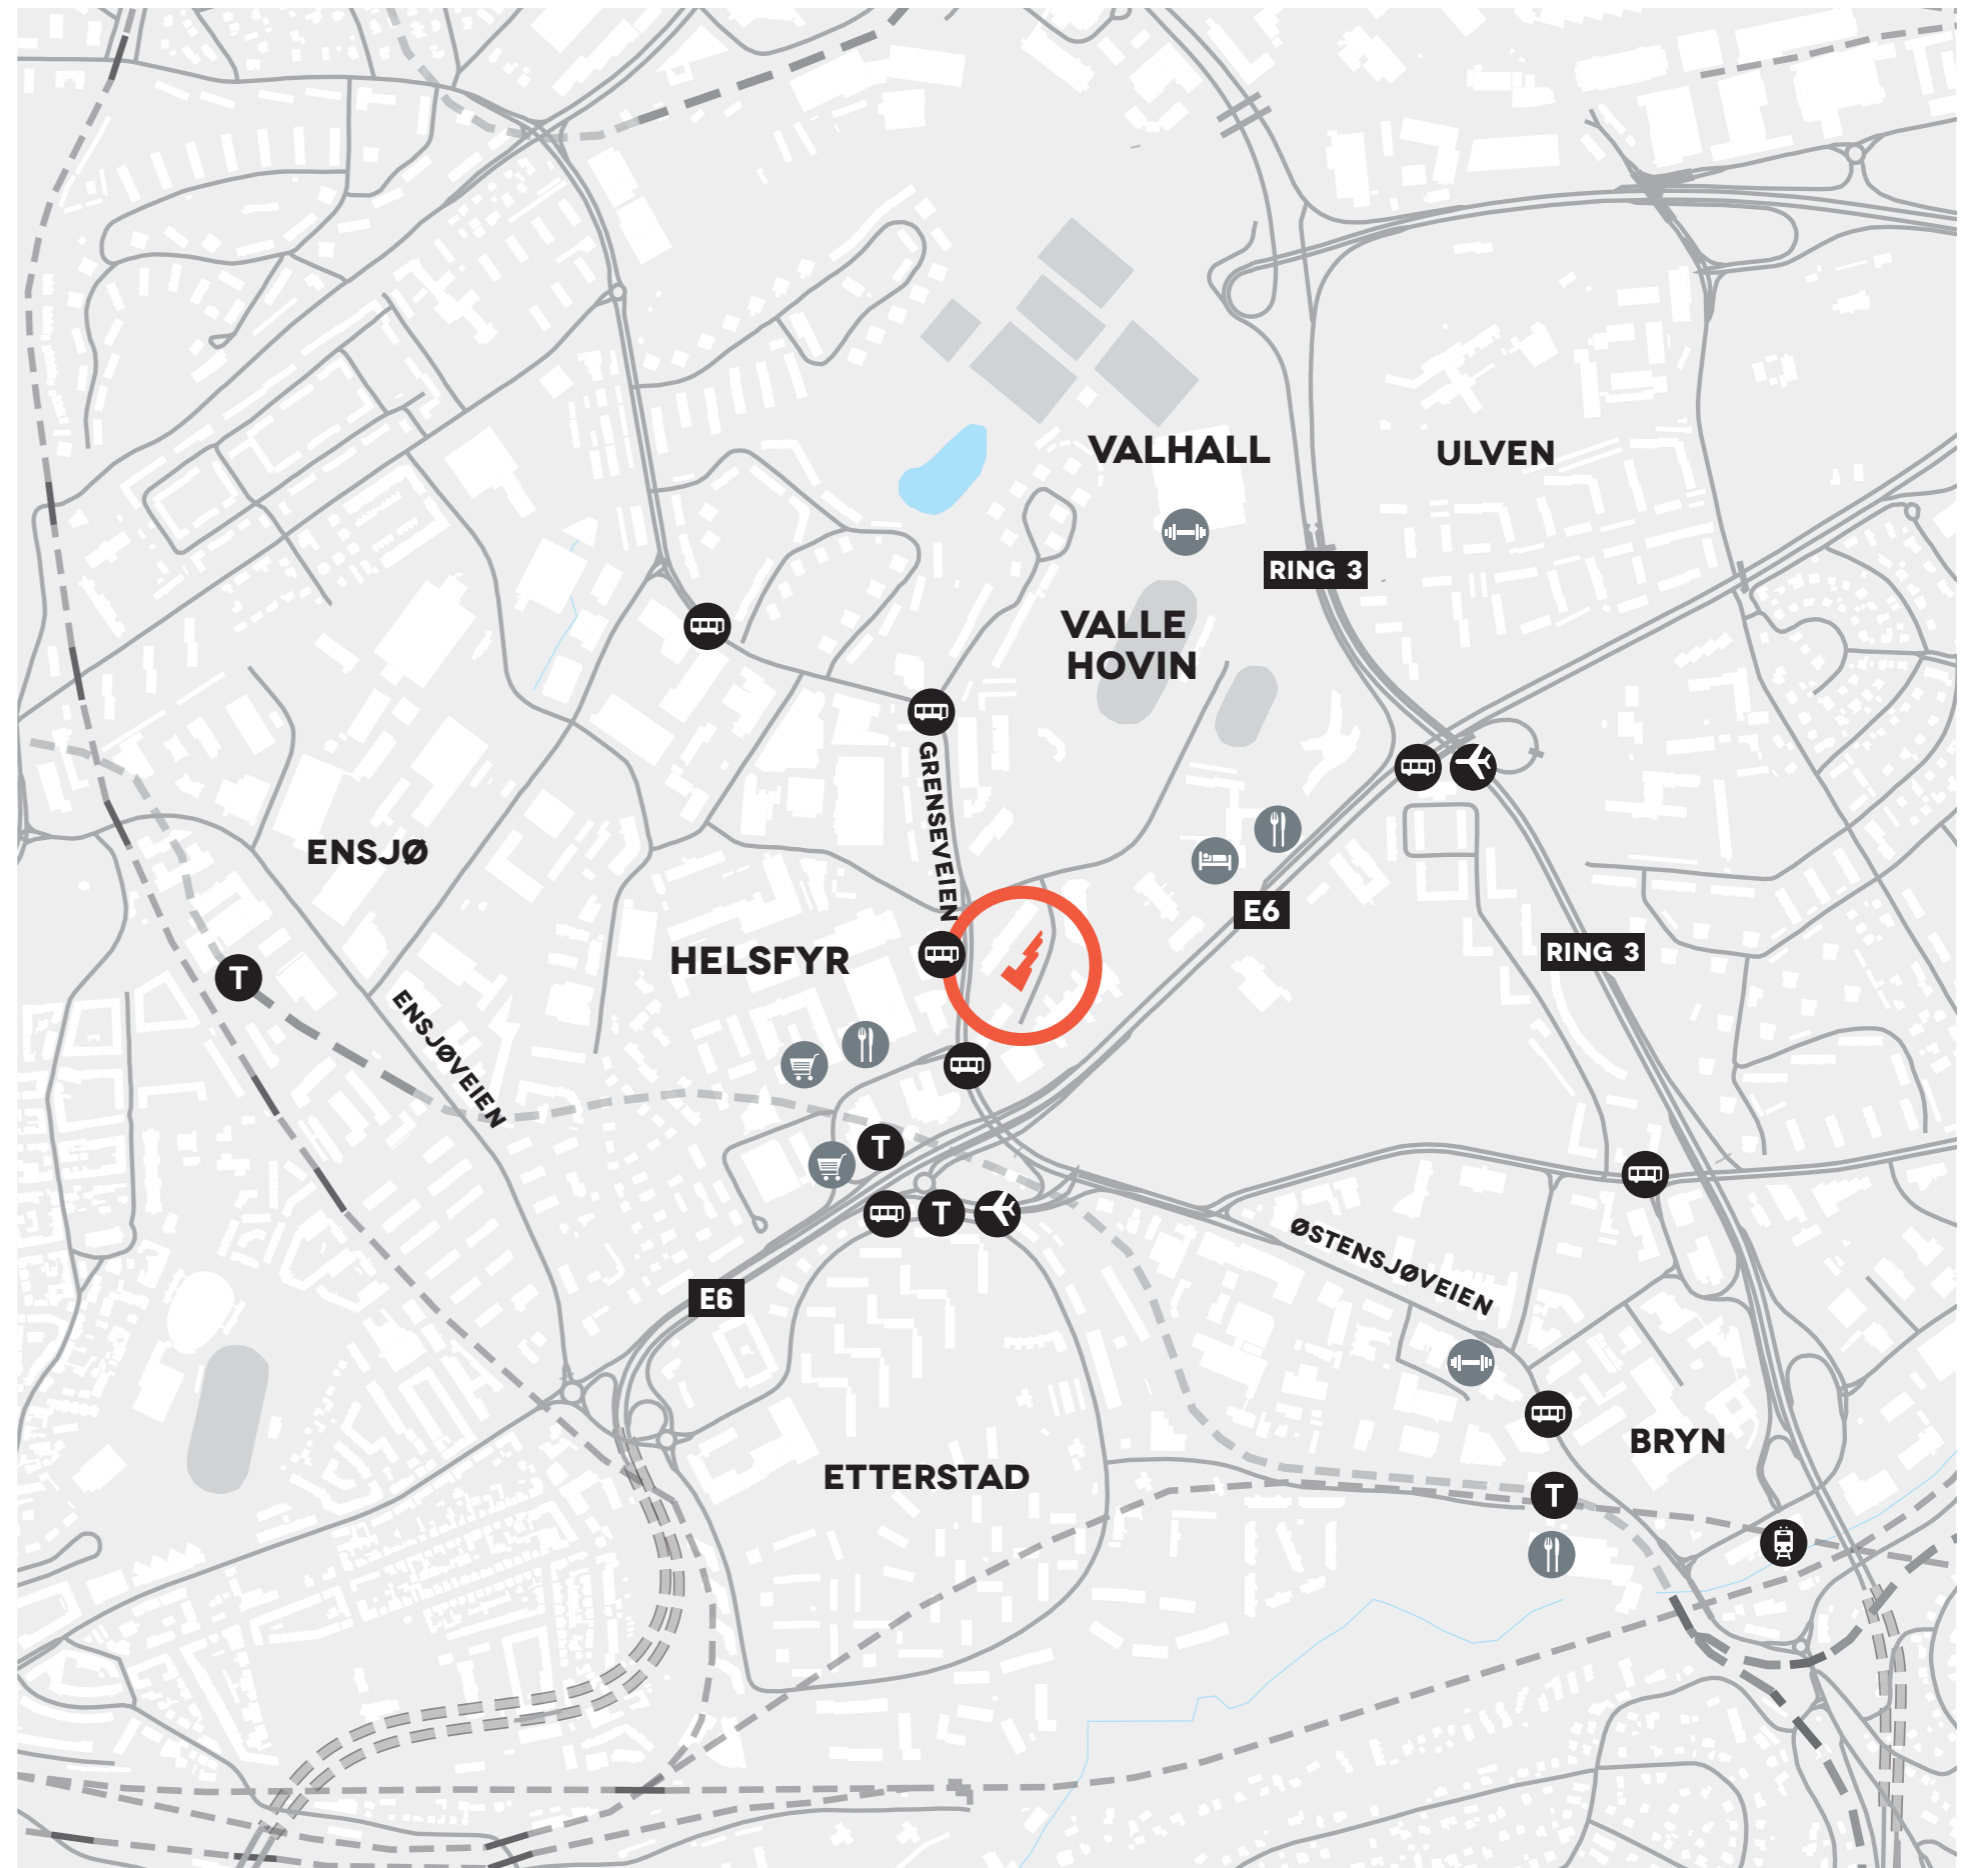 VALHALL
ULVEN
RING 3
VALLE
HOVIN
GRENSEVEIEN
ENSJØ
E6
HELSFYR
RING 3
T
ENSJØVEIEN
T
T
ØSTENSJØVEIEN
E6
BRYN
ETTERSTAD
T